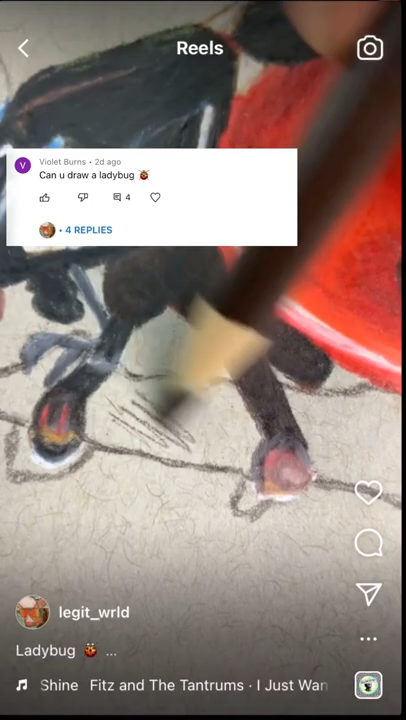 Reels
Violet Burns • 2d ago
Can u draw a ladybug 🐞
4
• 4 REPLIES
legit_wrld
Ladybug 🐞 ...
Shine Fitz and The Tantrums · I Just Wan